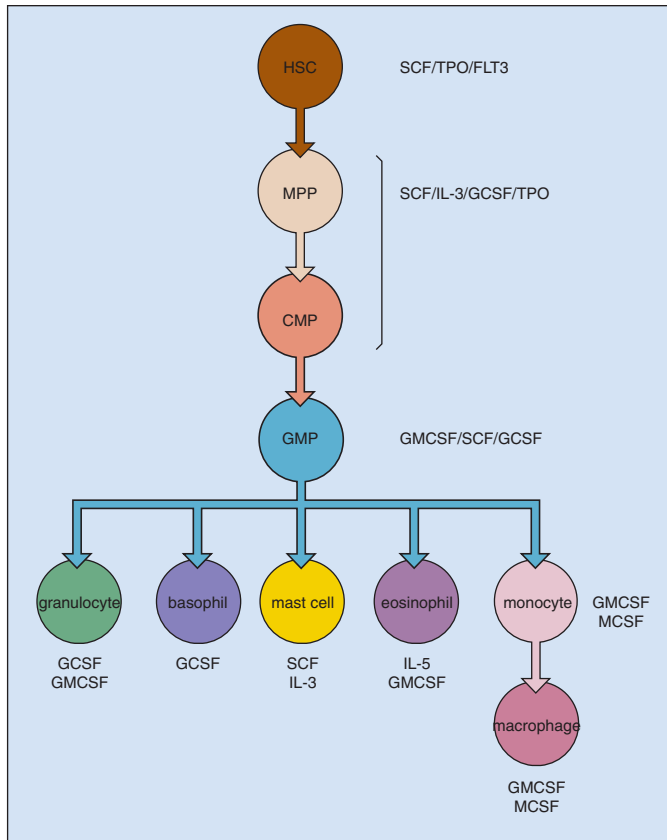 HSC
SCF/TPO/FLT3
MPP
SCF/IL-3/GCSF/TPO
CMP
GMP
GMCSF/SCF/GCSF
granulocyte
GCSF
GMCSF
basophil
GCSF
mast cell
SCF
IL-3
eosinophil
IL-5
GMCSF
monocyte
GMCSF
MCSF
macrophage
GMCSF
MCSF